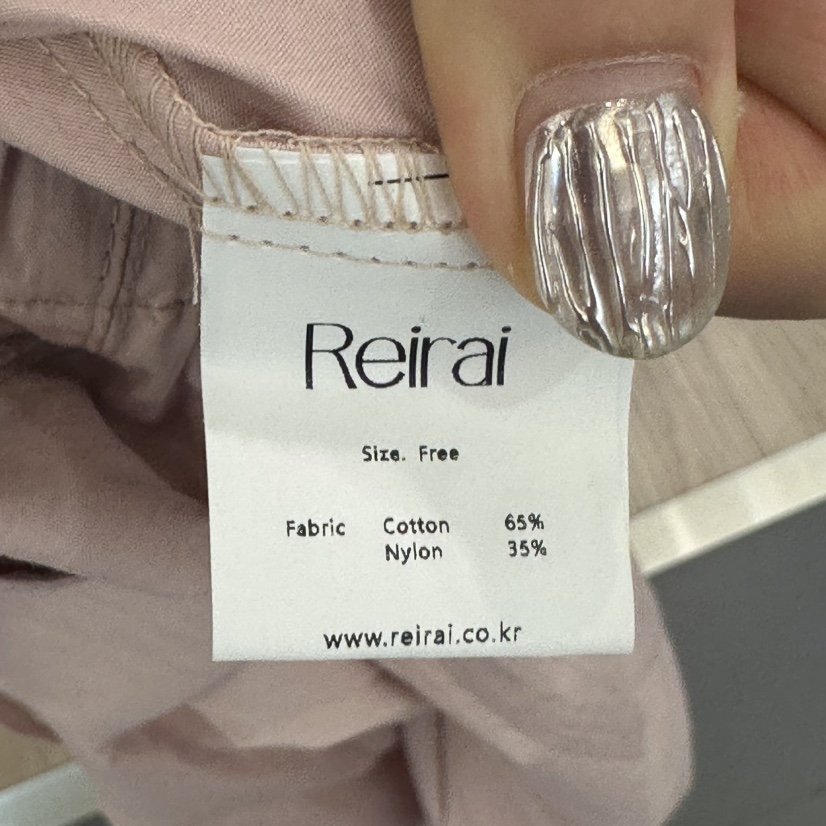 Reirai
Size. Free
Fabric Cotton 65%
Nylon 35%
www.reirai.co.kr